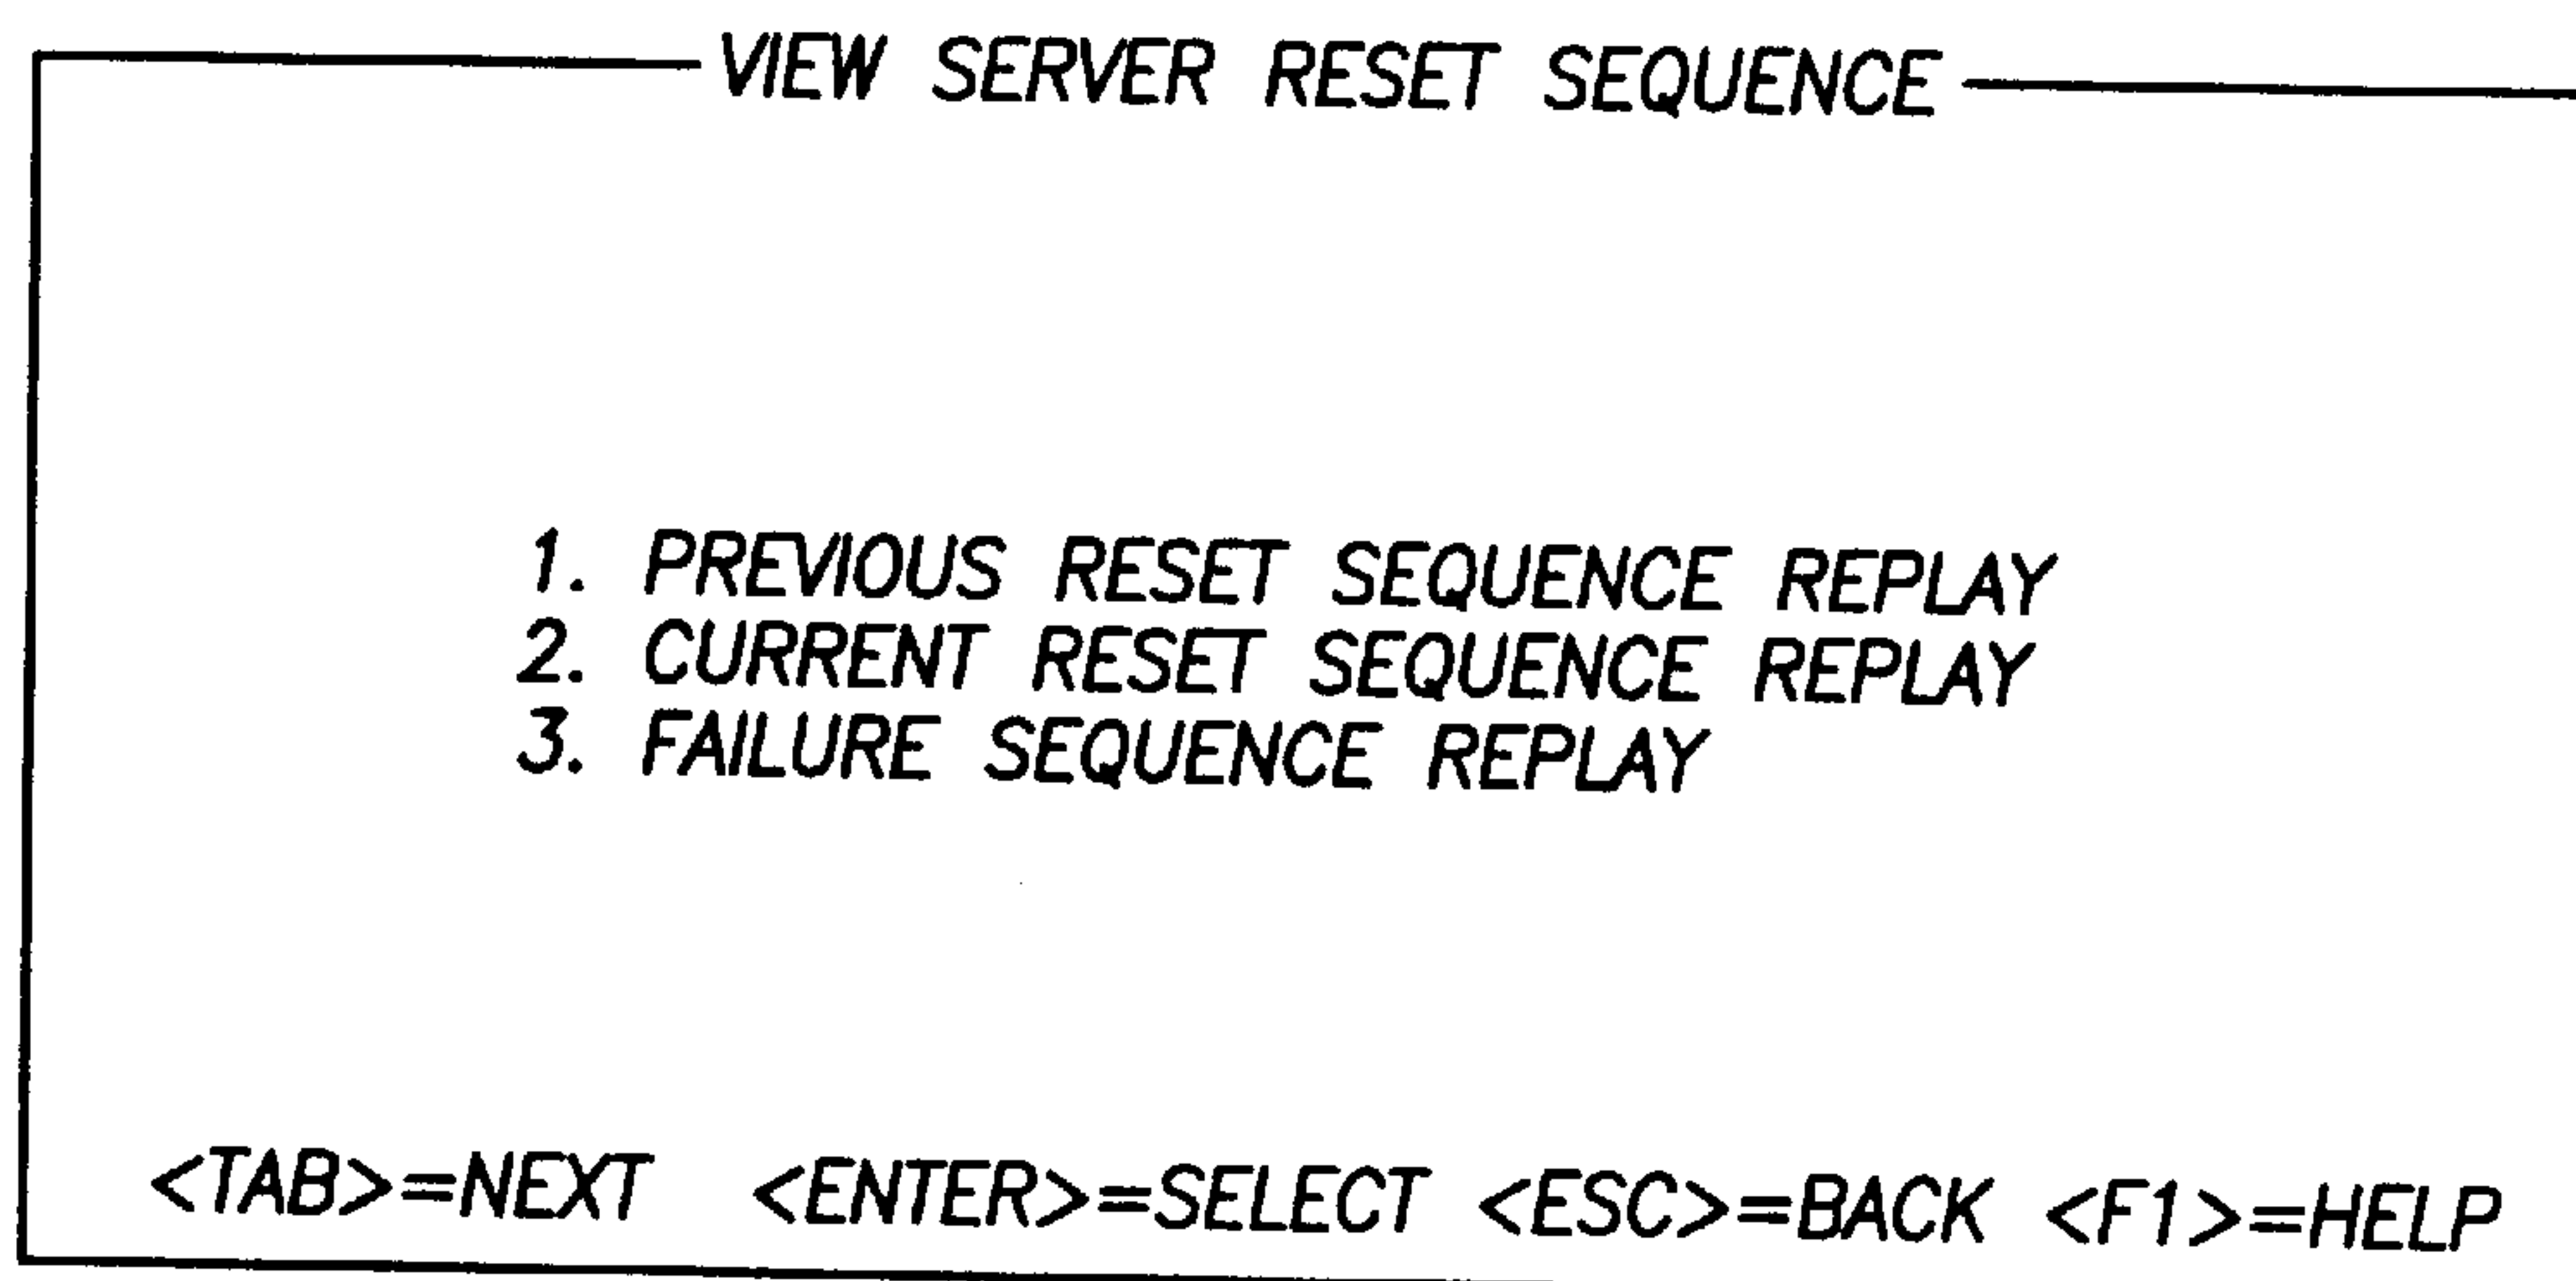 VIEW SERVER RESET SEQUENCE
1. PREVIOUS RESET SEQUENCE REPLAY
2. CURRENT RESET SEQUENCE REPLAY
3. FAILURE SEQUENCE REPLAY
<TAB>=NEXT <ENTER>=SELECT <ESC>=BACK <F1>=HELP